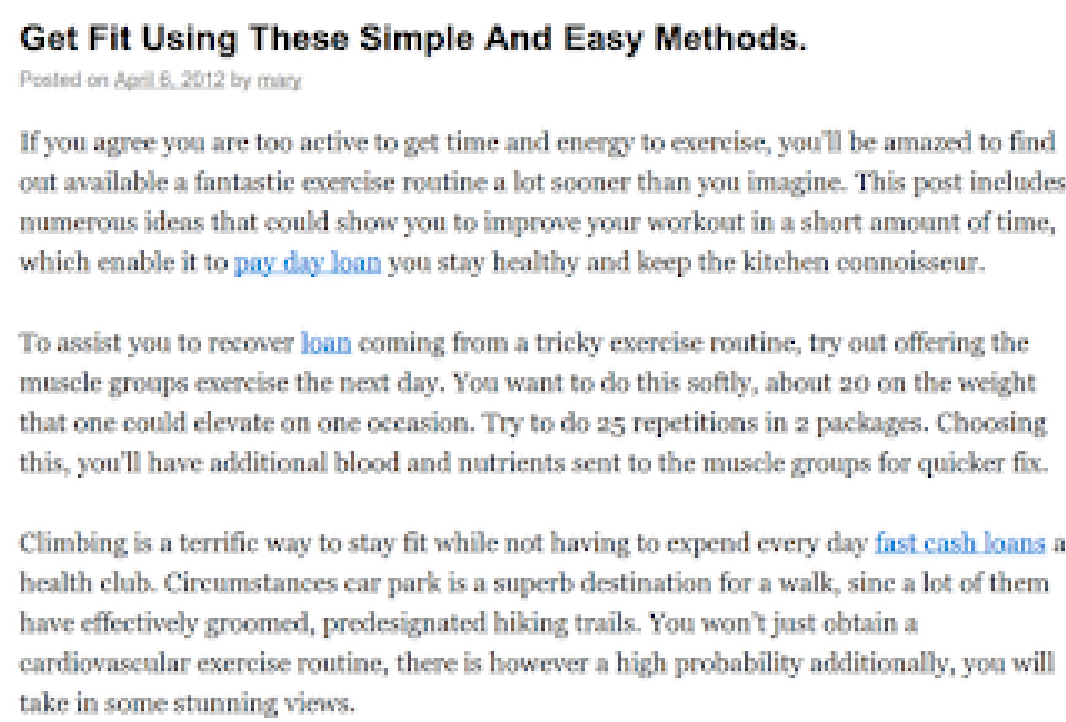 Get Fit Using These Simple And Easy Methods.
Posted on April 6, 2012 by mary
If you agree you are too active to get time and energy to exercise, you'll be amazed to find
out available a fantastic exercise routine a lot sooner than you imagine. This post includes
numerous ideas that could show you to improve your workout in a short amount of time,
which enable it to pay day loan you stay healthy and keep the kitchen connoisseur.
To assist you to recover loan coming from a tricky exercise routine, try out offering the
muscle groups exercise the next day. You want to do this softly, about 20 on the weight
that one could elevate on one occasion. Try to do 25 repetitions in 2 packages. Choosing
this, you'll have additional blood and nutrients sent to the muscle groups for quicker fix.
Climbing is a terrific way to stay fit while not having to expend every day fast cash loans a
health club. Circumstances car park is a superb destination for a walk, sinc a lot of them
have effectively groomed, predesignated hiking trails. You won't just obtain a
cardiovascular exercise routine, there is however a high probability additionally, you will
take in some stunning views.